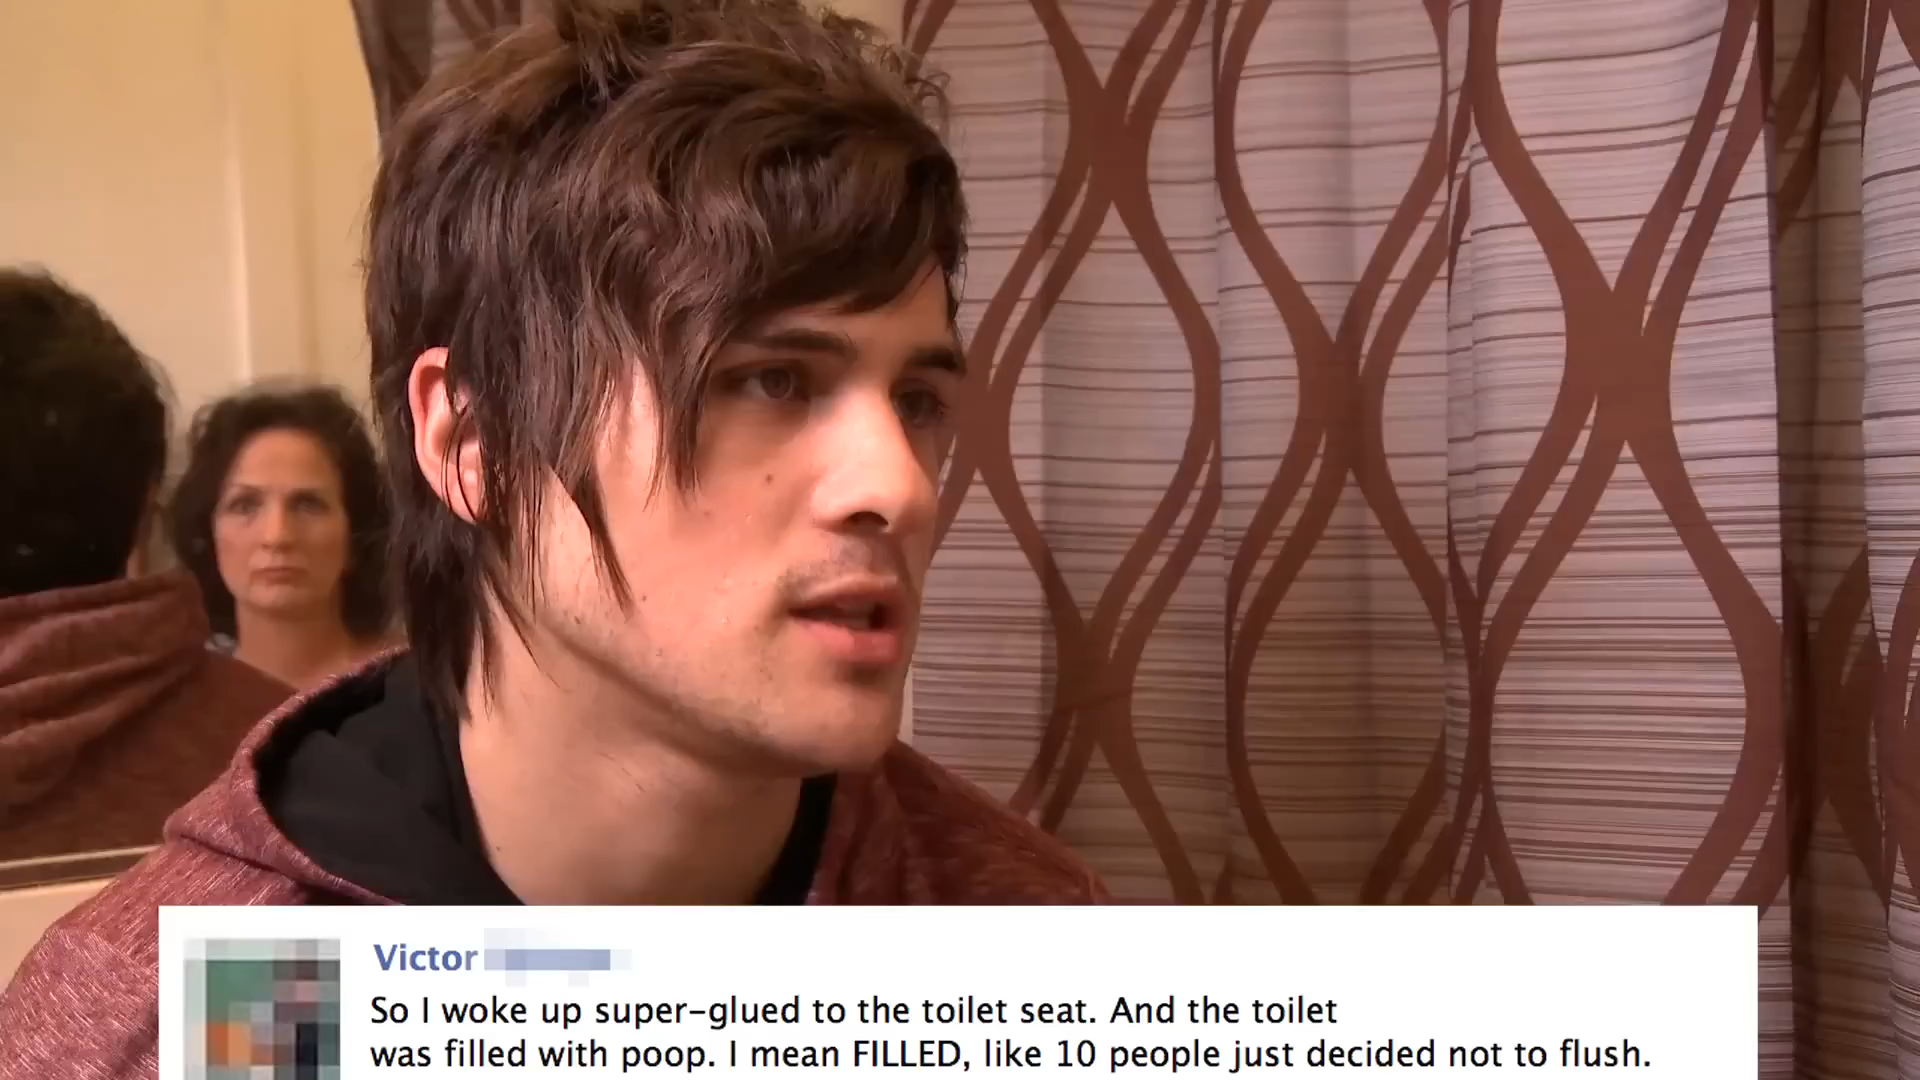 Victor
So I woke up super-glued to the toilet seat. And the toilet
was filled with poop. I mean FILLED, like 10 people just decided not to flush.